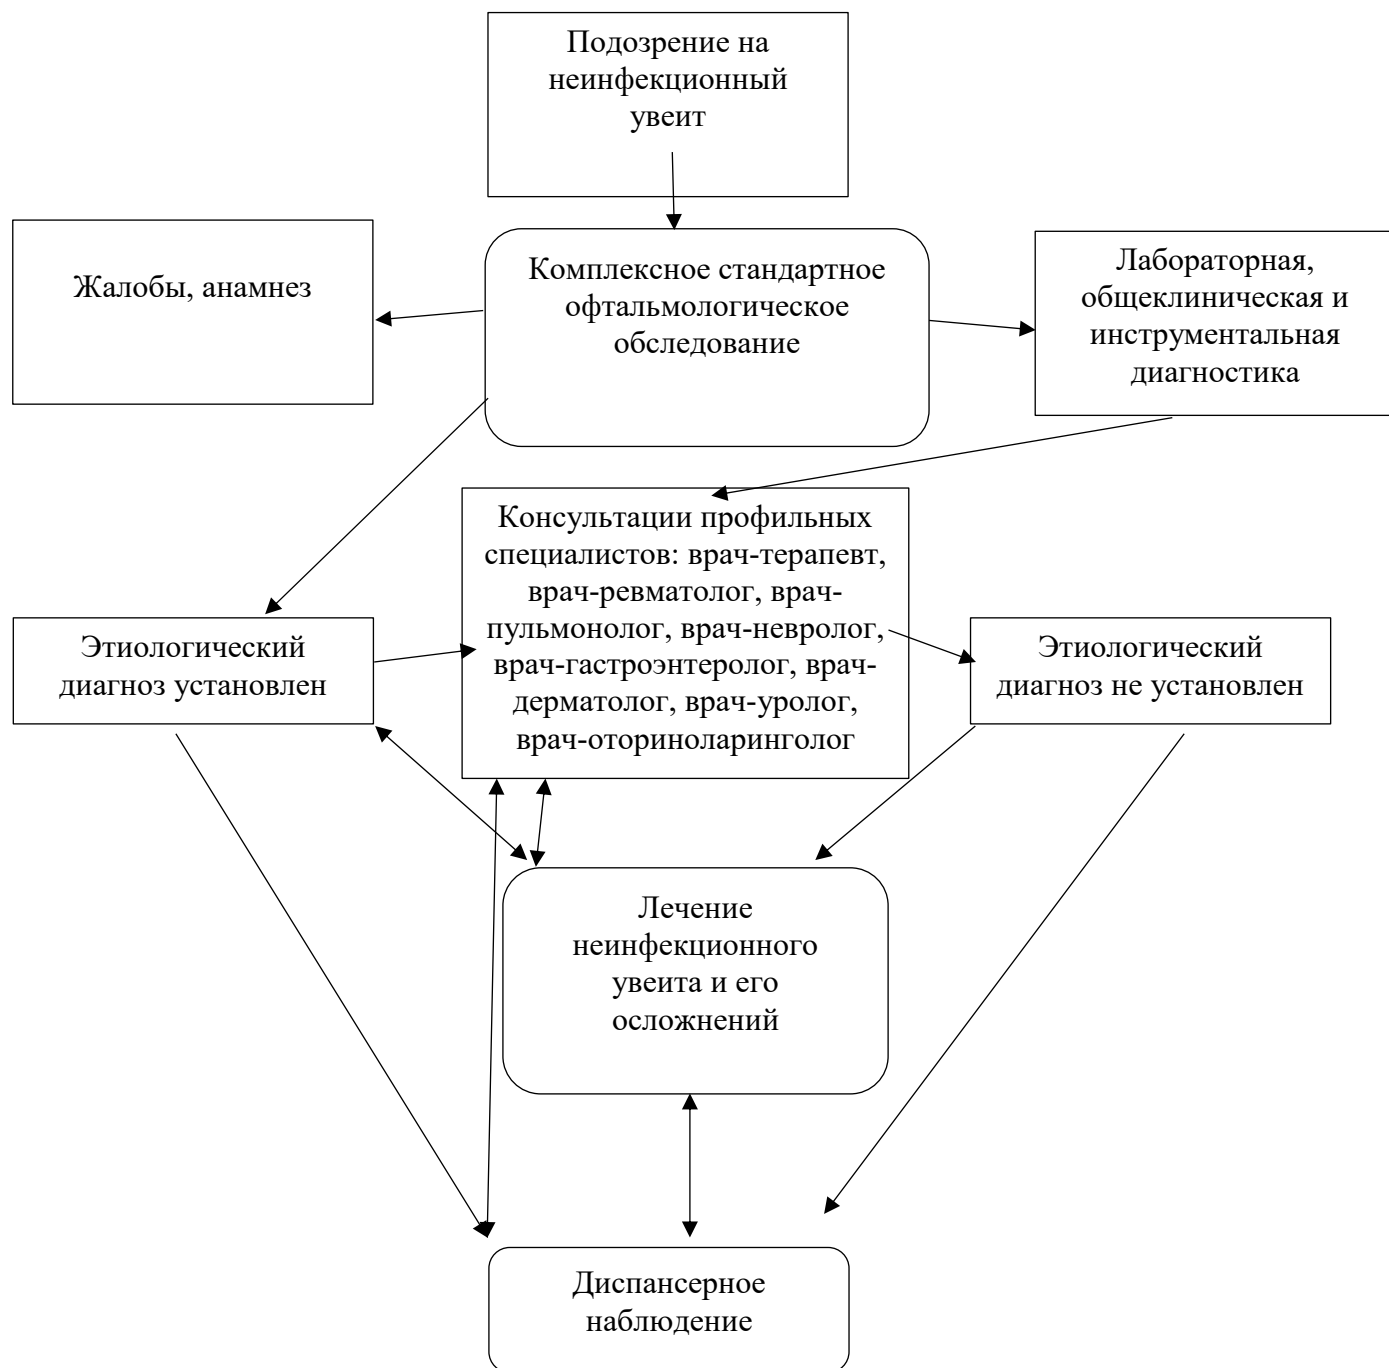 Подозрение на
неинфекционный
увеит
Жалобы, анамнез
Комплексное стандартное
офтальмологическое
обследование
Лабораторная,
общеклиническая и
инструментальная
диагностика
Консультации профильных
специалистов: врач-терапевт,
врач-ревматолог, врач-
пульмонолог, врач-невролог,
врач-гастроэнтеролог, врач-
дерматолог, врач-уролог,
врач-оториноларинголог
Этиологический
диагноз установлен
Этиологический
диагноз не установлен
Лечение
неинфекционного
увеита и его
осложнений
Диспансерное
наблюдение